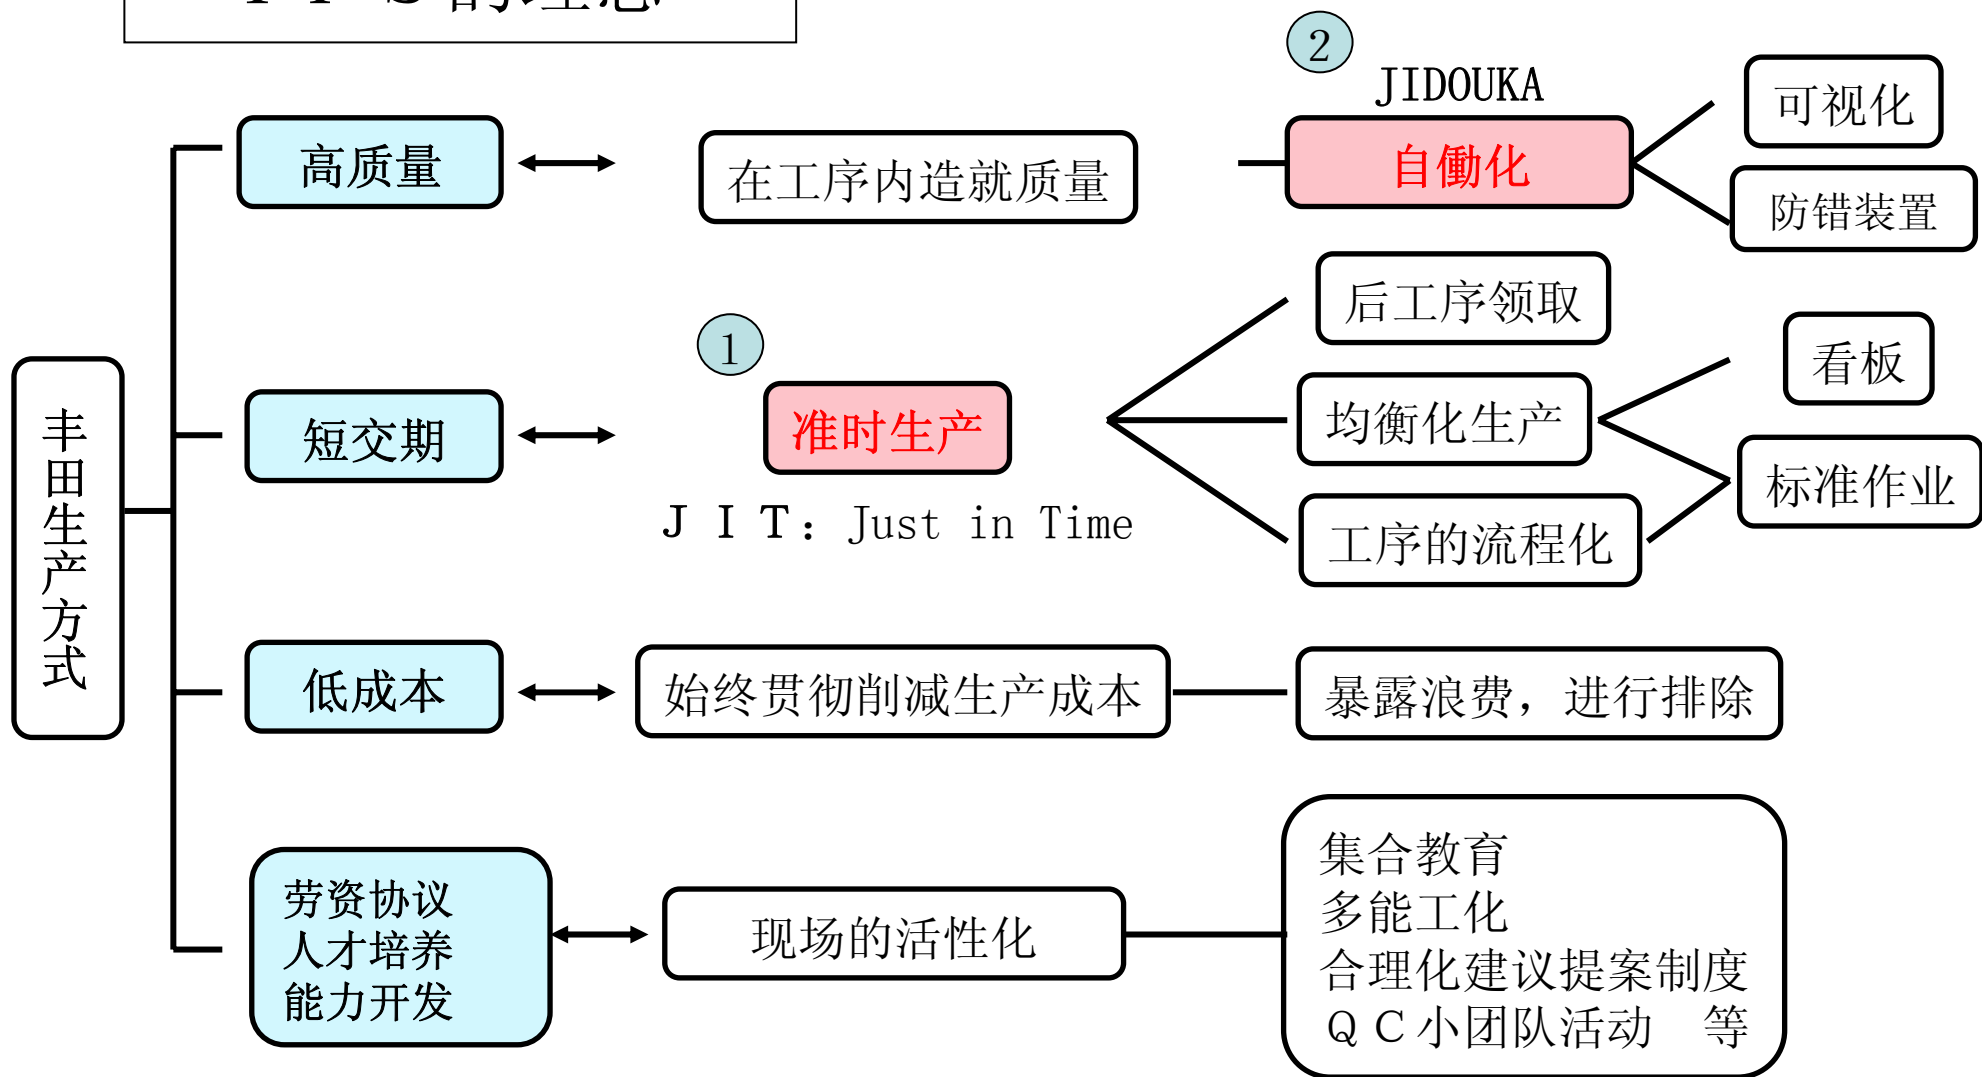 的理念
②
JIDOUKA
高质量
在工序内造就质量
自働化
可视化
防错装置
后工序领取
①
准时生产
JIT：Just in Time
短交期
均衡化生产
看板
标准作业
工序的流程化
丰田生产方式
低成本
始终贯彻削减生产成本
暴露浪费，进行排除
劳资协议
人才培养
能力开发
现场的活性化
集合教育
多能工化
合理化建议提案制度
ＱＣ小团队活动　等